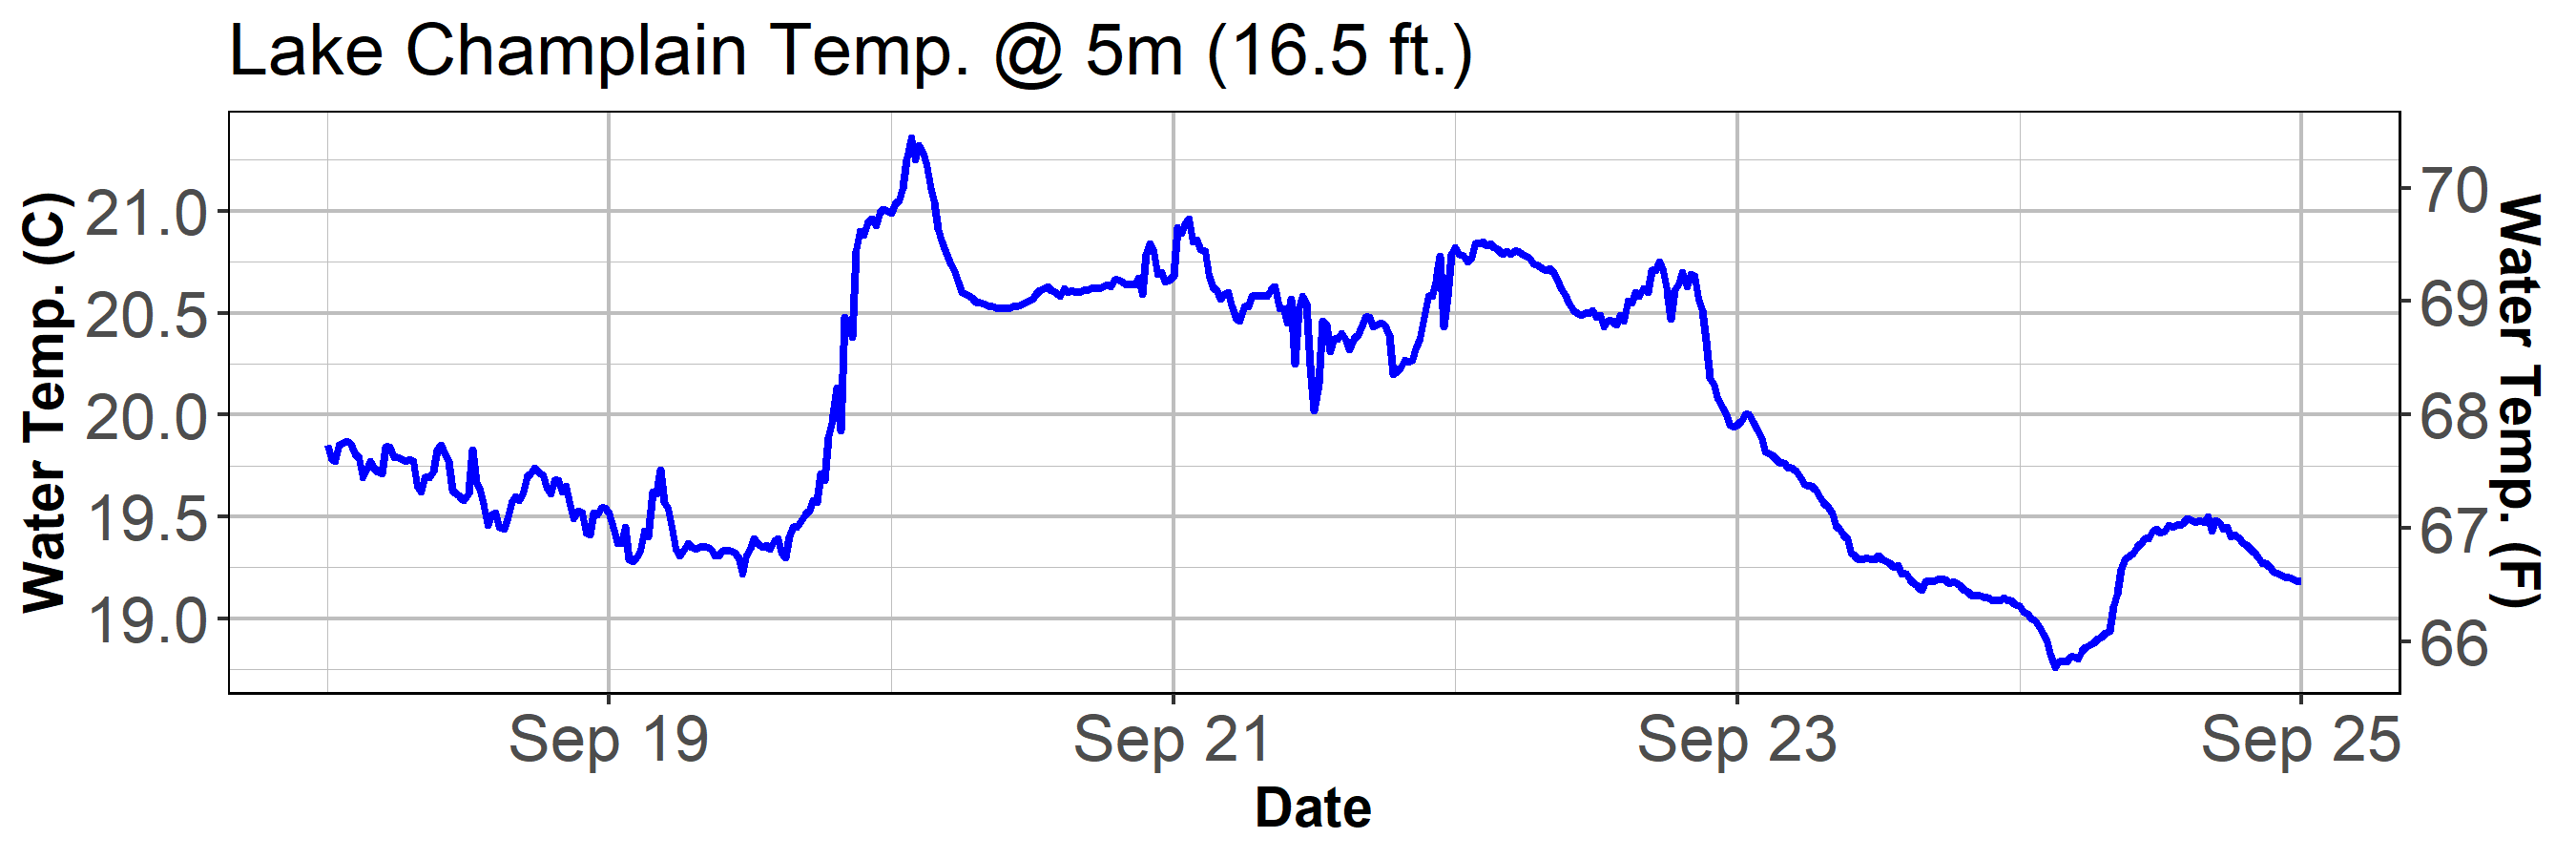 Lake Champlain Temp. @ 5m (16.5 ft.)
Water Temp. (C)
21.0
20.5
20.0
19.5
19.0
70
69
68
67
66
Water Temp. (F)
Sep 19 Sep 21 Sep 23 Sep 25
Date